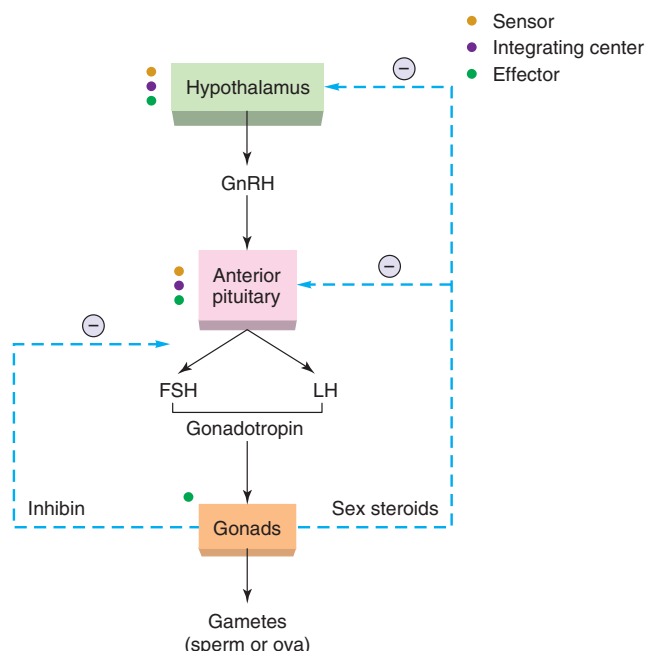 Sensor
Integrating center
Effector
−
Hypothalamus
GnRH
−
Anterior
pituitary
−
FSH LH
Gonadotropin
Inhibin Sex steroids
Gonads
Gametes
(sperm or ova)